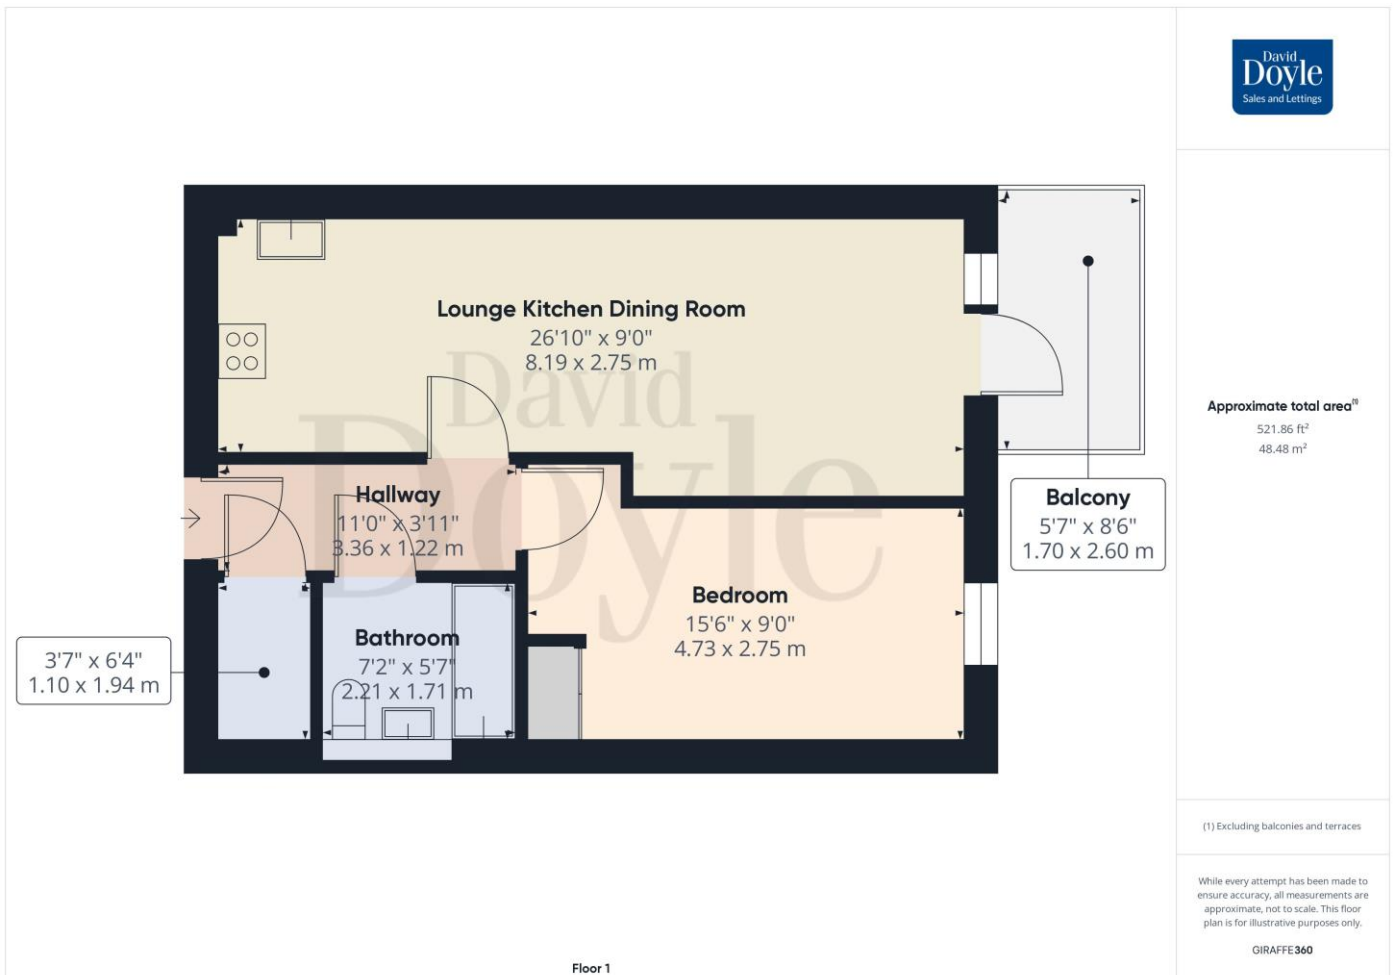 David
Doyle
Sales and Lettings
Lounge Kitchen Dining Room
26'10" x 9'0"
8.19 x 2.75 m
David
Doyle
Hallway
11'0" x 3'11"
3.36 x 1.22 m
Balcony
5'7" x 8'6"
1.70 x 2.60 m
Bedroom
15'6" x 9'0"
4.73 x 2.75 m
Bathroom
7'2" x 5'7"
2.21 x 1.71 m
3'7" x 6'4"
1.10 x 1.94 m
Approximate total area⁽¹⁾
521.86 ft²
48.48 m²
(1) Excluding balconies and terraces
While every attempt has been made to
ensure accuracy, all measurements are
approximate, not to scale. This floor
plan is for illustrative purposes only.
GIRAFFE360
Floor 1